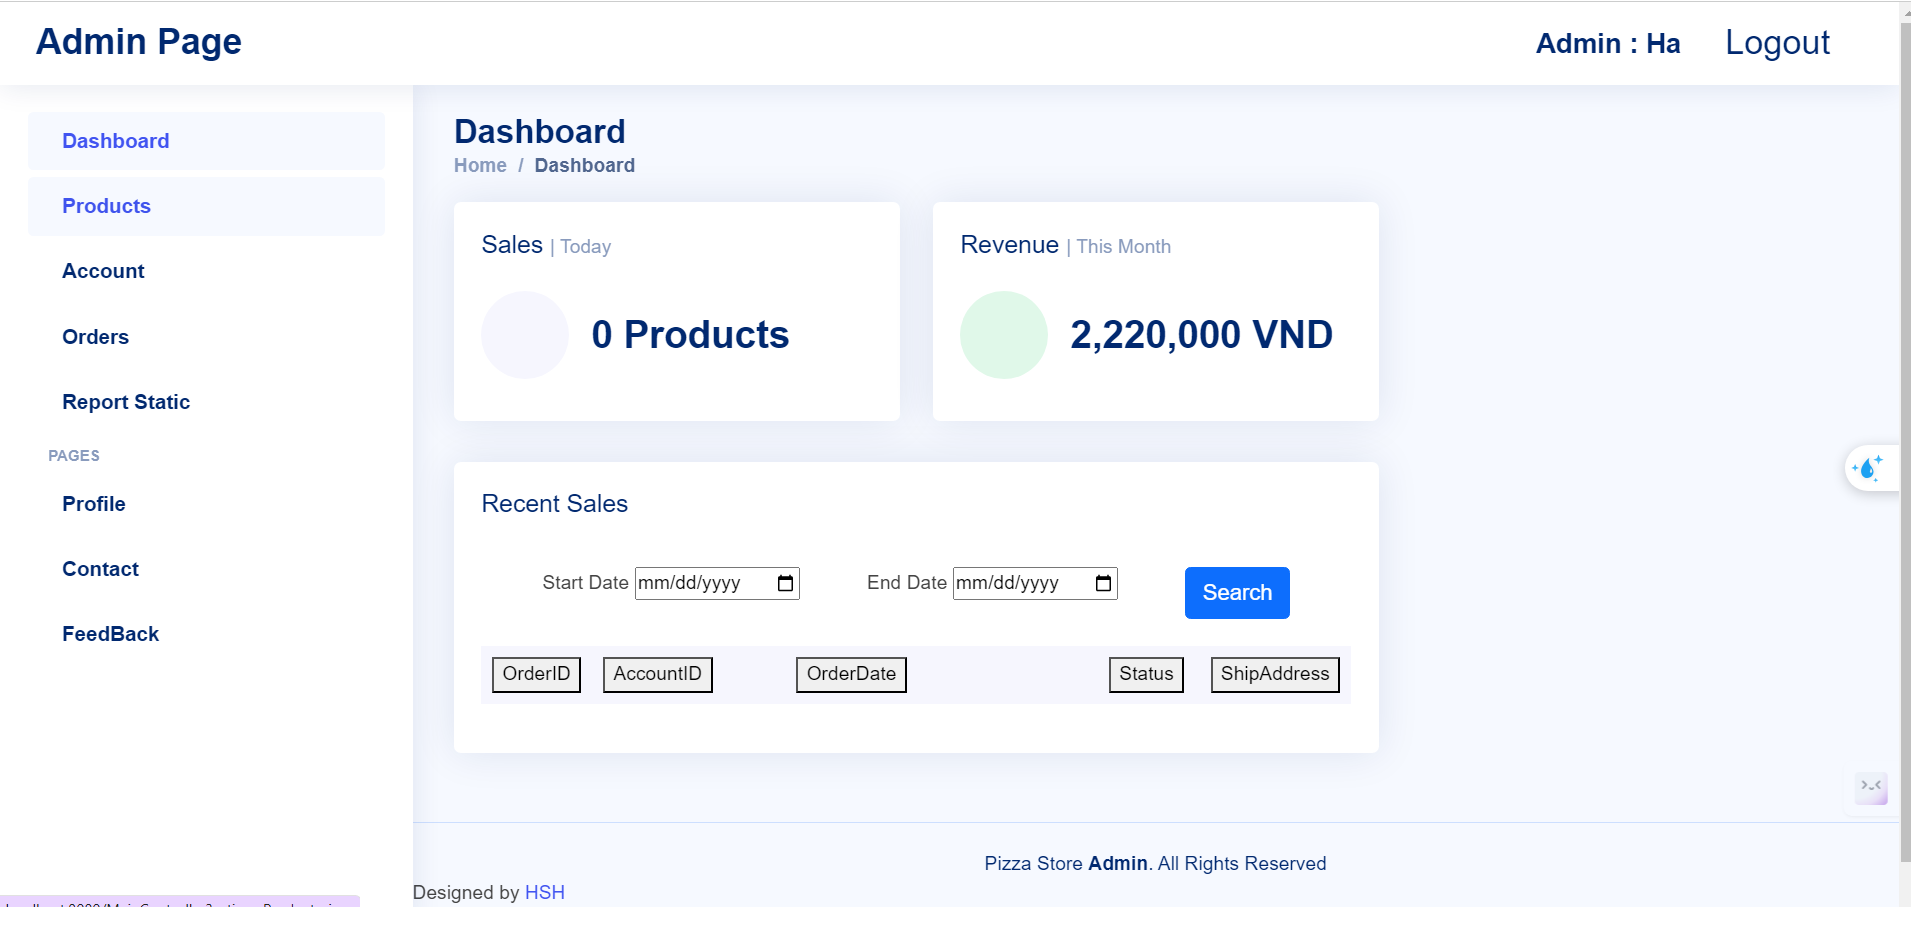 Admin Page
Admin : Ha
Logout
Dashboard
Products
Account
Orders
Report Static
PAGES
Profile
Contact
FeedBack
Dashboard
Home / Dashboard
Sales | Today
0 Products
Revenue | This Month
2,220,000 VND
Recent Sales
Start Date mm/dd/yyyy
End Date mm/dd/yyyy
Search
OrderID AccountID OrderDate Status ShipAddress
Pizza Store Admin. All Rights Reserved
Designed by HSH